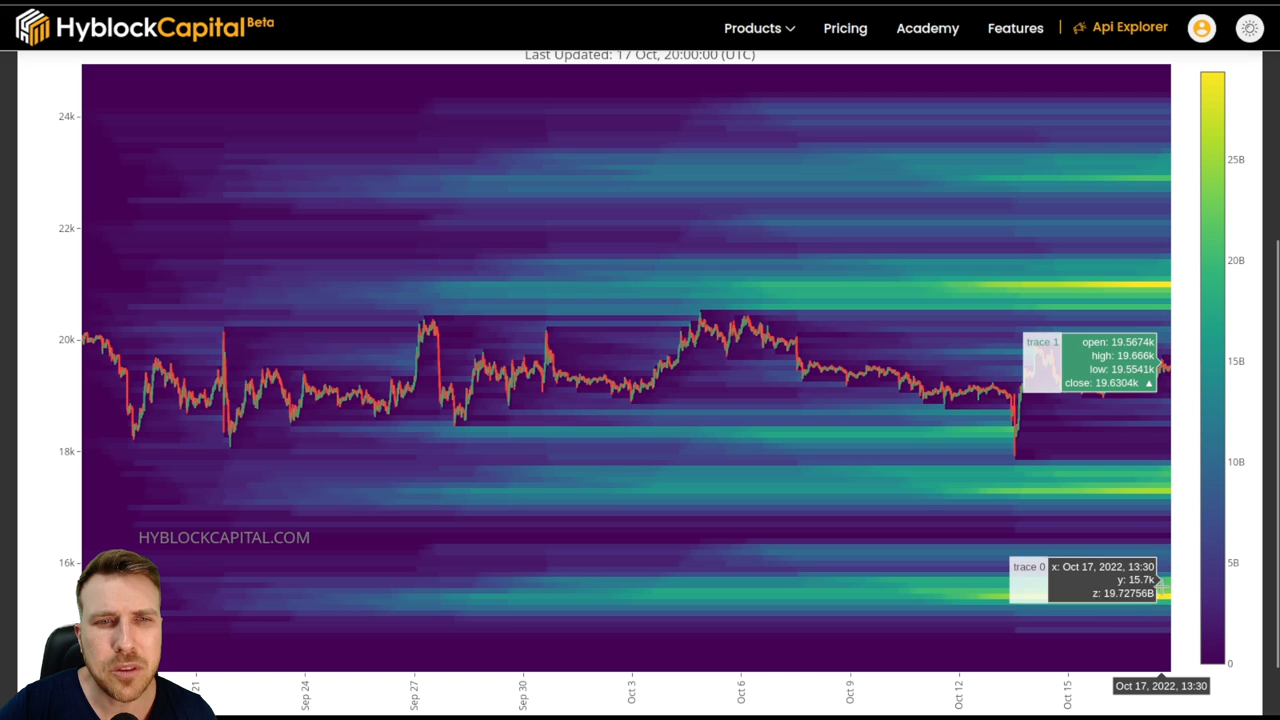 HyblockCapital Beta
Products Pricing Academy Features Api Explorer
Last Updated: 17 Oct, 20:00:00 (UTC)
24k
22k
20k
18k
16k
25B
20B
15B
10B
5B
0
trace 1
open: 19.5674k
high: 19.666k
low: 19.5541k
close: 19.6304k ▲
HYBLOCKCAPITAL.COM
trace 0
x: Oct 17, 2022, 13:30
y: 15.7k
z: 19.72756B
21
Sep 24
Sep 27
Sep 30
Oct 3
Oct 6
Oct 9
Oct 12
Oct 15
Oct 17, 2022, 13:30